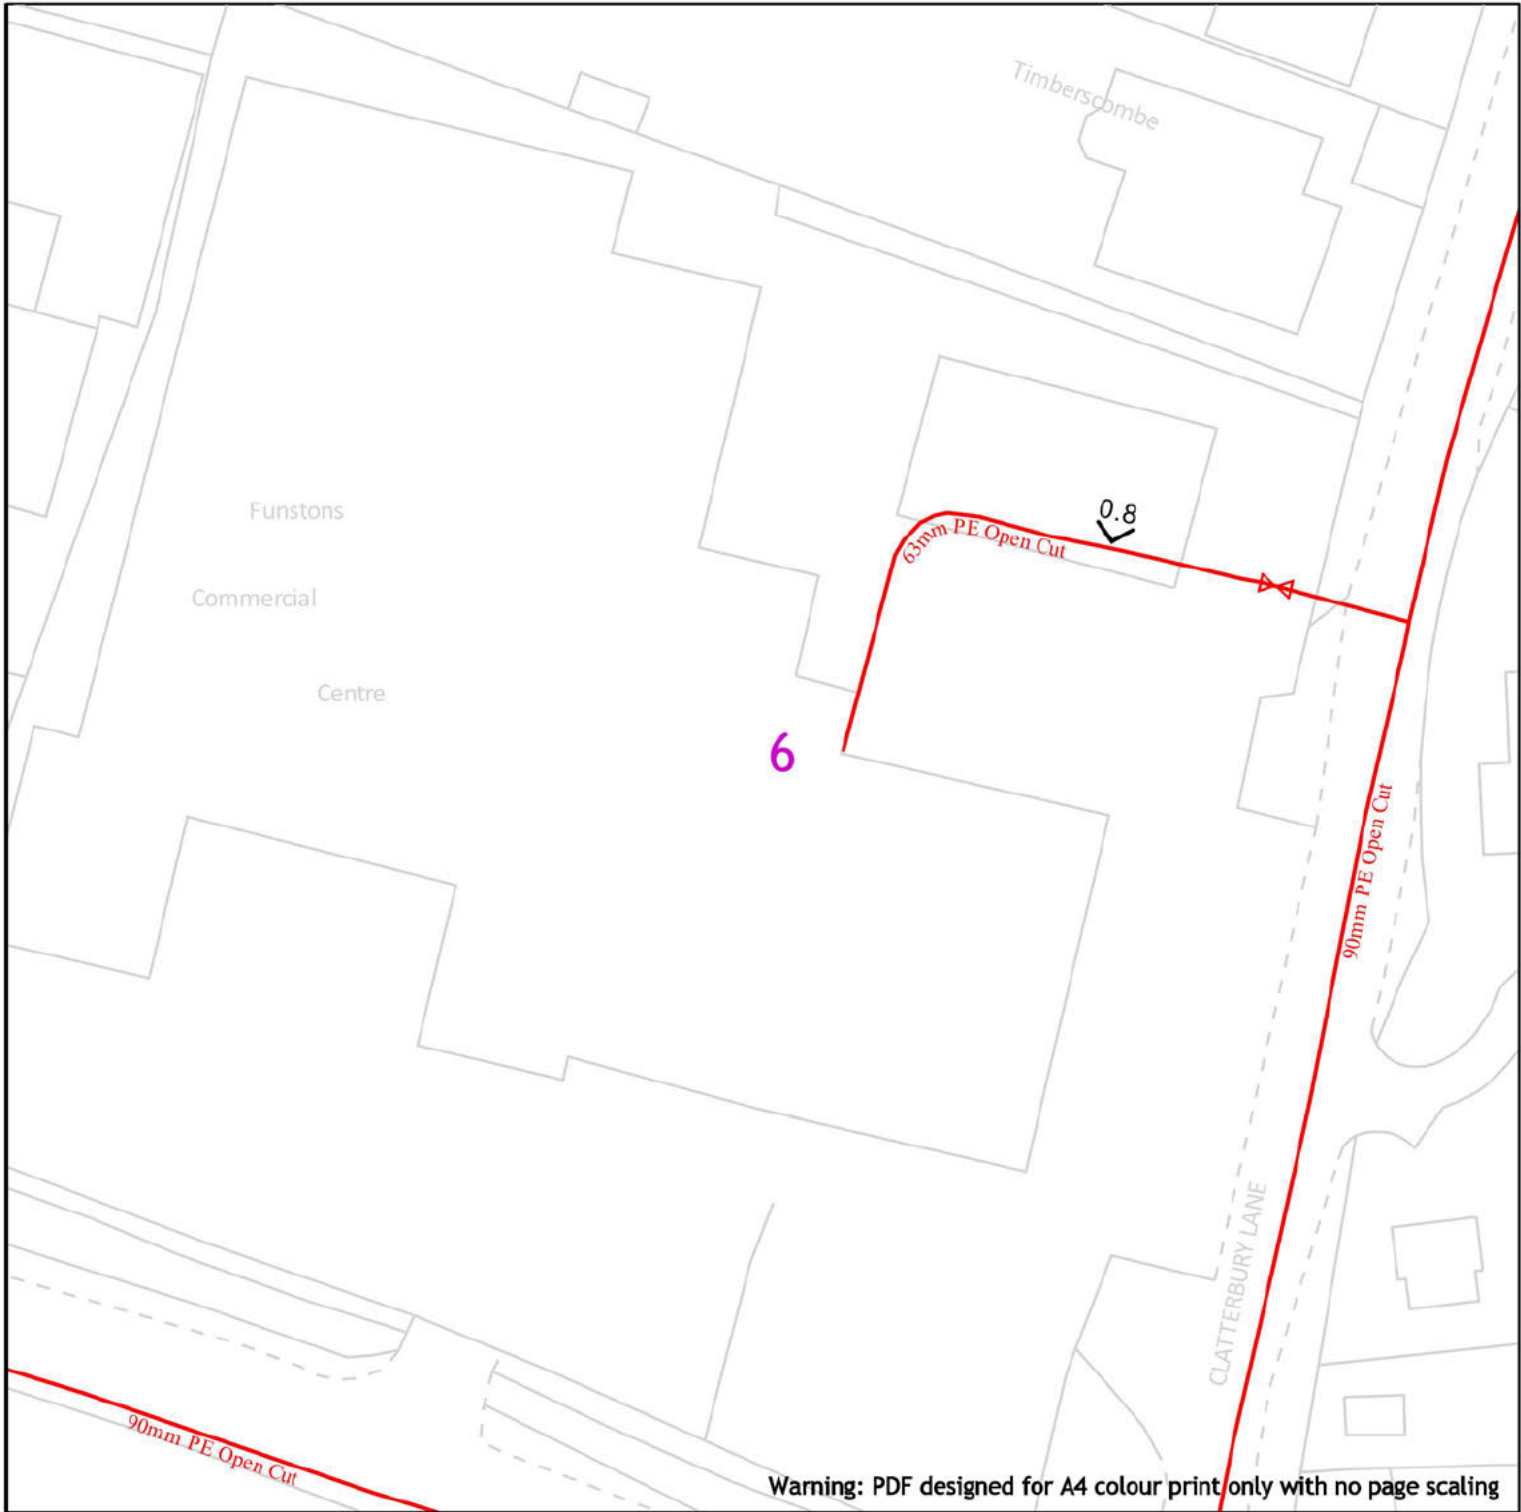 Timberscombe
Funstons
0.8
63mm PE Open Cut
Commercial
Centre
6
90mm PE Open Cut
CLATTERBURY LANE
90mm PE Open Cut
Warning: PDF designed for A4 colour print only with no page scaling